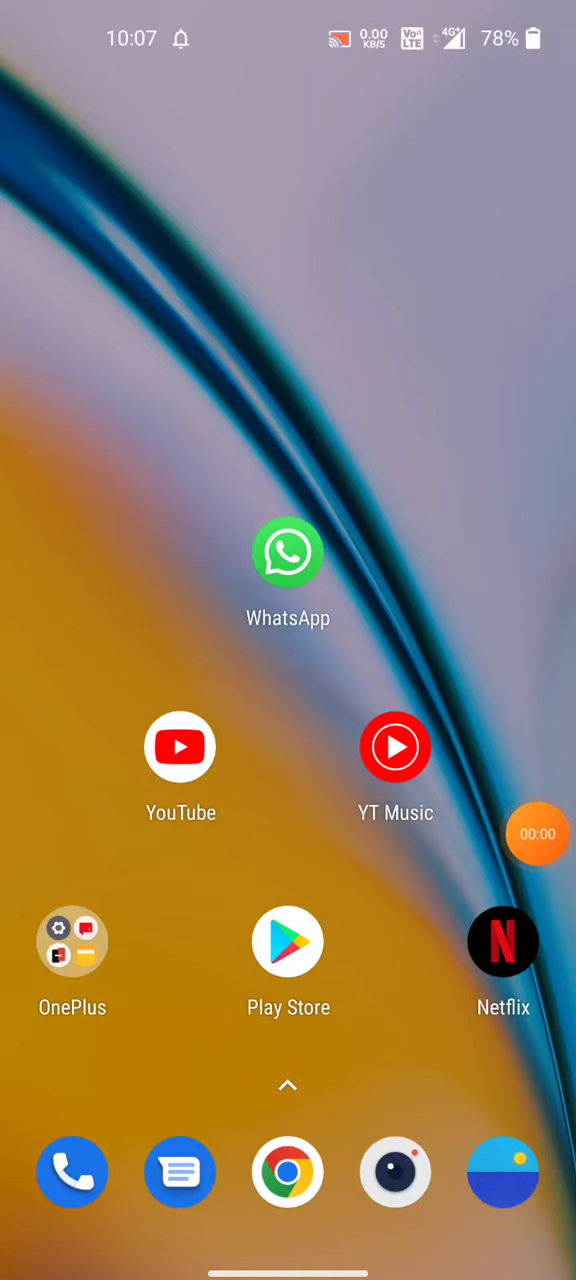 10:07
0.00
KB/S
Vo
LTE
4G+
78%
WhatsApp
YouTube
YT Music
00:00
OnePlus
Play Store
Netflix